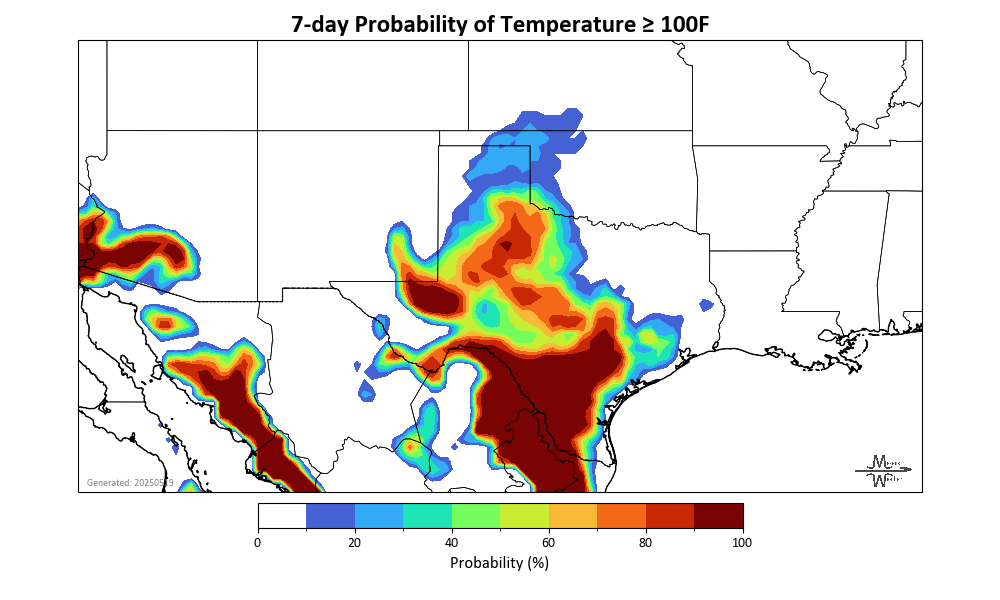 7-day Probability of Temperature ≥ 100F
Generated: 20250519
0 20 40 60 80 100
Probability (%)